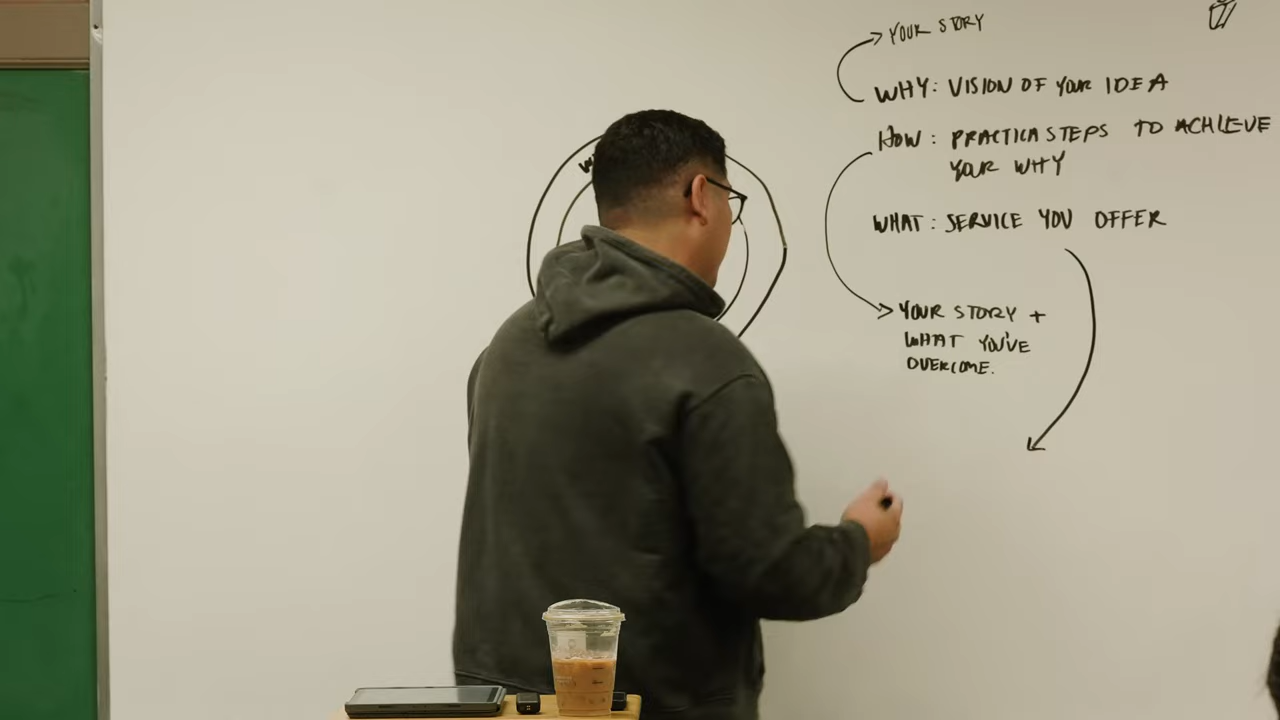 YOUR STORY
WHY: VISION OF YOUR IDEA
HOW: PRACTICA STEPS TO ACHIEVE
YOUR WHY
WHAT: SERVICE YOU OFFER
YOUR STORY +
WHAT YOU'VE
OVERCOME.